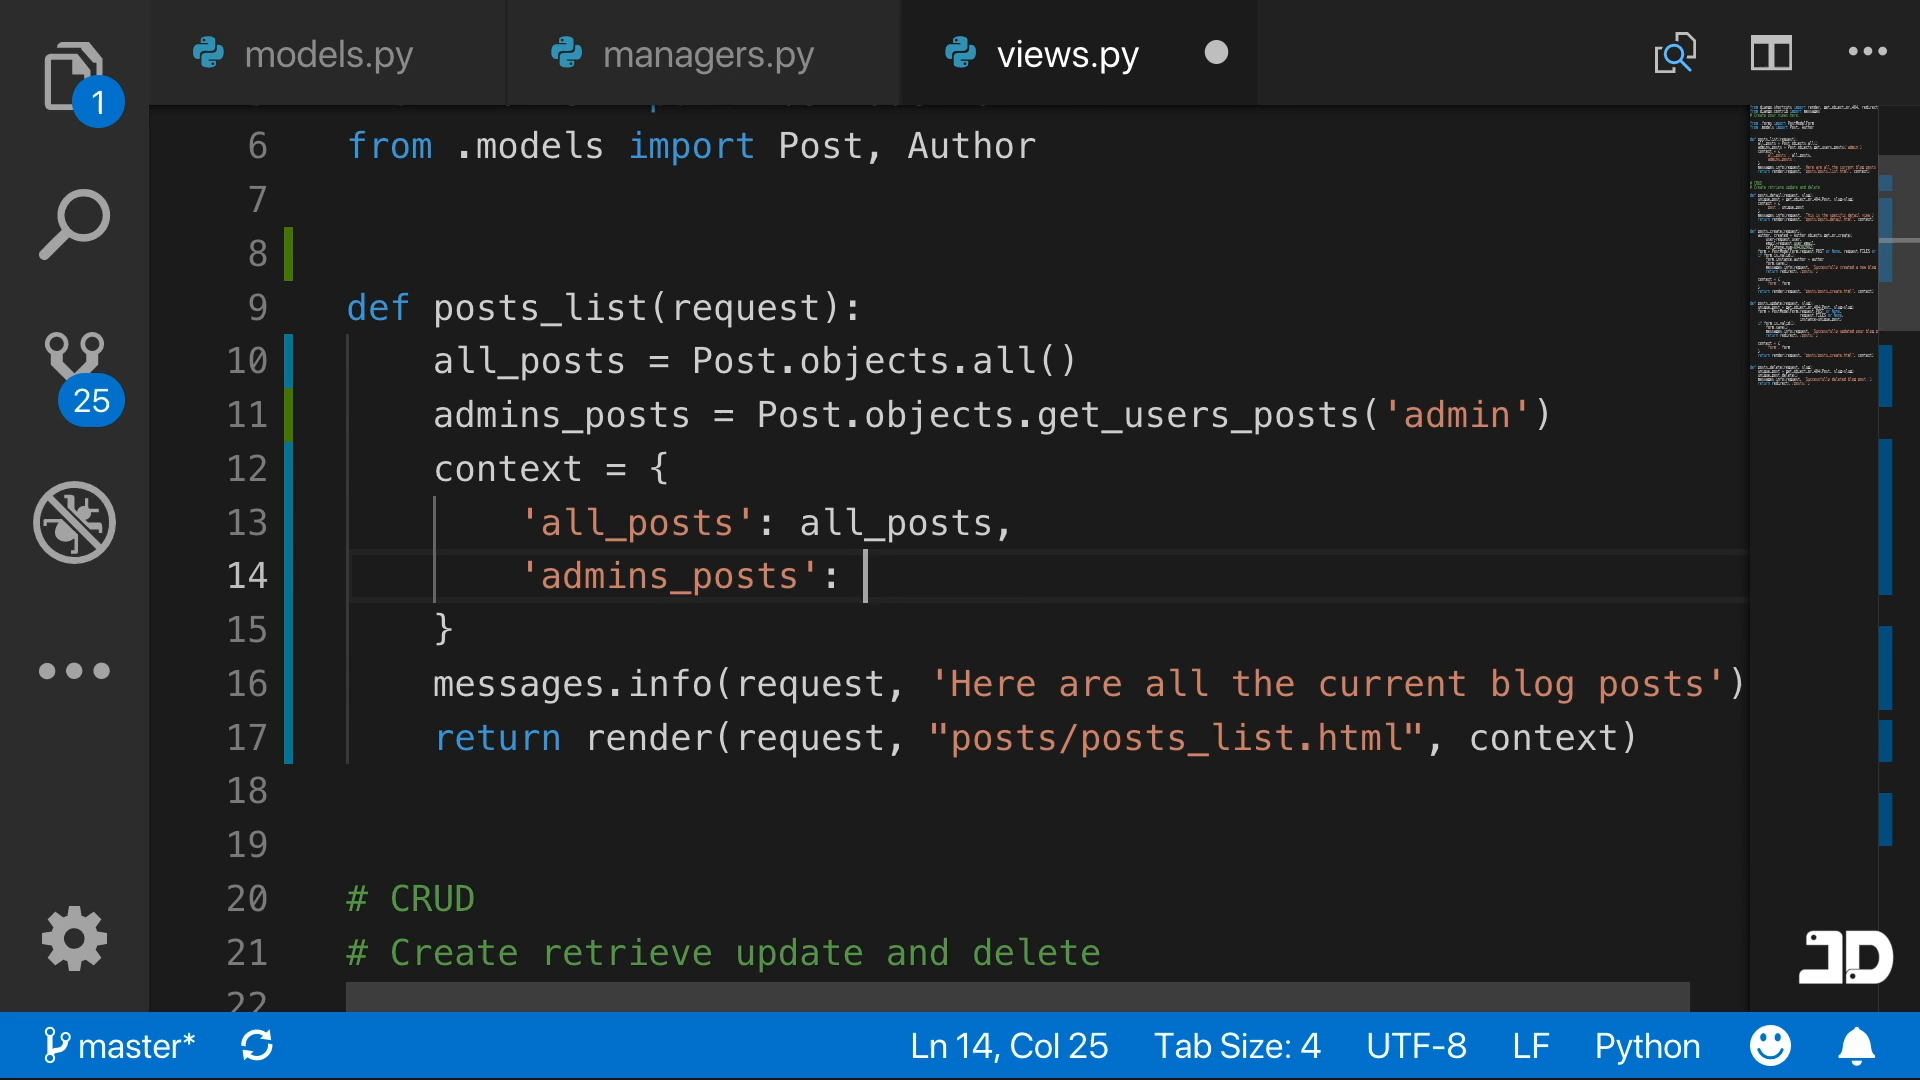 models.py
managers.py
views.py
1
6 from .models import Post, Author
7
8
9 def posts_list(request):
10 all_posts = Post.objects.all()
11 admins_posts = Post.objects.get_users_posts('admin')
12 context = {
13 'all_posts': all_posts,
14 'admins_posts':
15 }
16 messages.info(request, 'Here are all the current blog posts')
17 return render(request, "posts/posts_list.html", context)
18
19
20 # CRUD
21 # Create retrieve update and delete
22
25
JD
master*
Ln 14, Col 25
Tab Size: 4
UTF-8
LF
Python